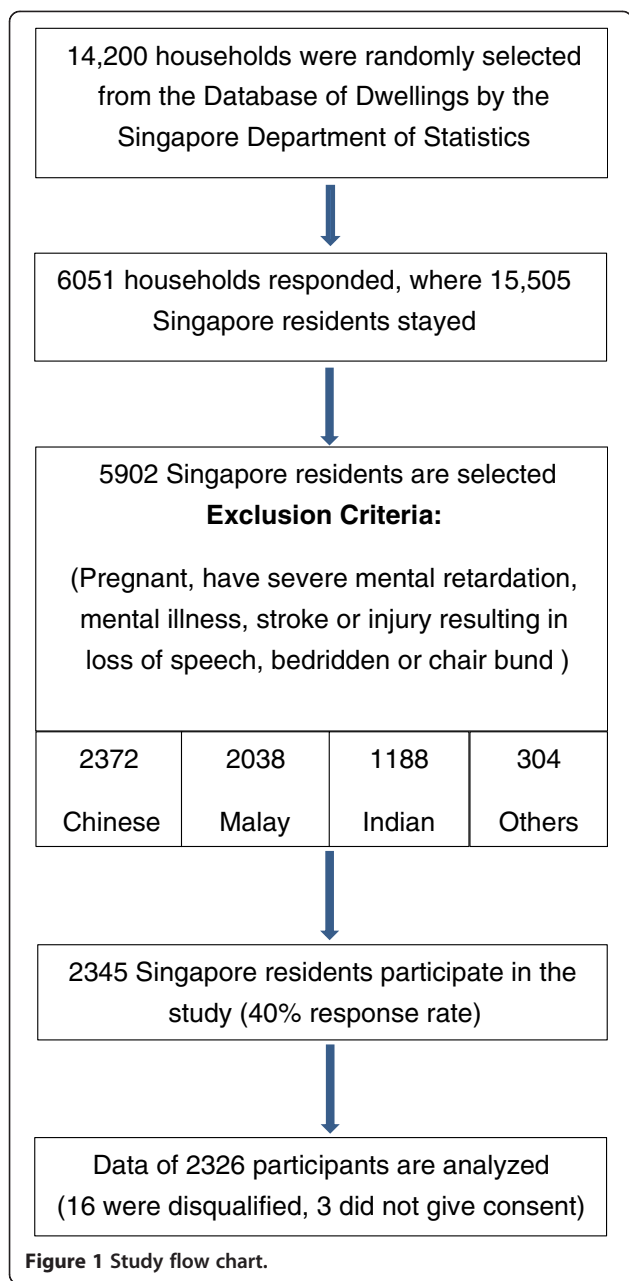 14,200 households were randomly selected
from the Database of Dwellings by the
Singapore Department of Statistics
6051 households responded, where 15,505
Singapore residents stayed
5902 Singapore residents are selected
Exclusion Criteria:
(Pregnant, have severe mental retardation,
mental illness, stroke or injury resulting in
loss of speech, bedridden or chair bund )
2372 2038 1188 304
Chinese Malay Indian Others
2345 Singapore residents participate in the
study (40% response rate)
Data of 2326 participants are analyzed
(16 were disqualified, 3 did not give consent)
Figure 1 Study flow chart.